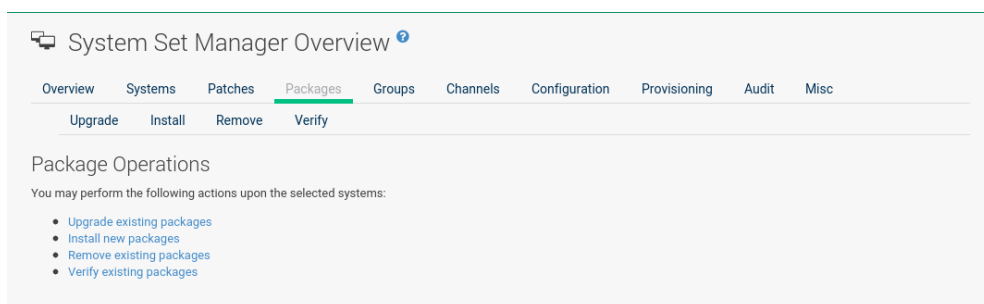 System Set Manager Overview ?
Overview Systems Patches Packages Groups Channels Configuration Provisioning Audit Misc
Upgrade Install Remove Verify
Package Operations
You may perform the following actions upon the selected systems:
Upgrade existing packages
Install new packages
Remove existing packages
Verify existing packages